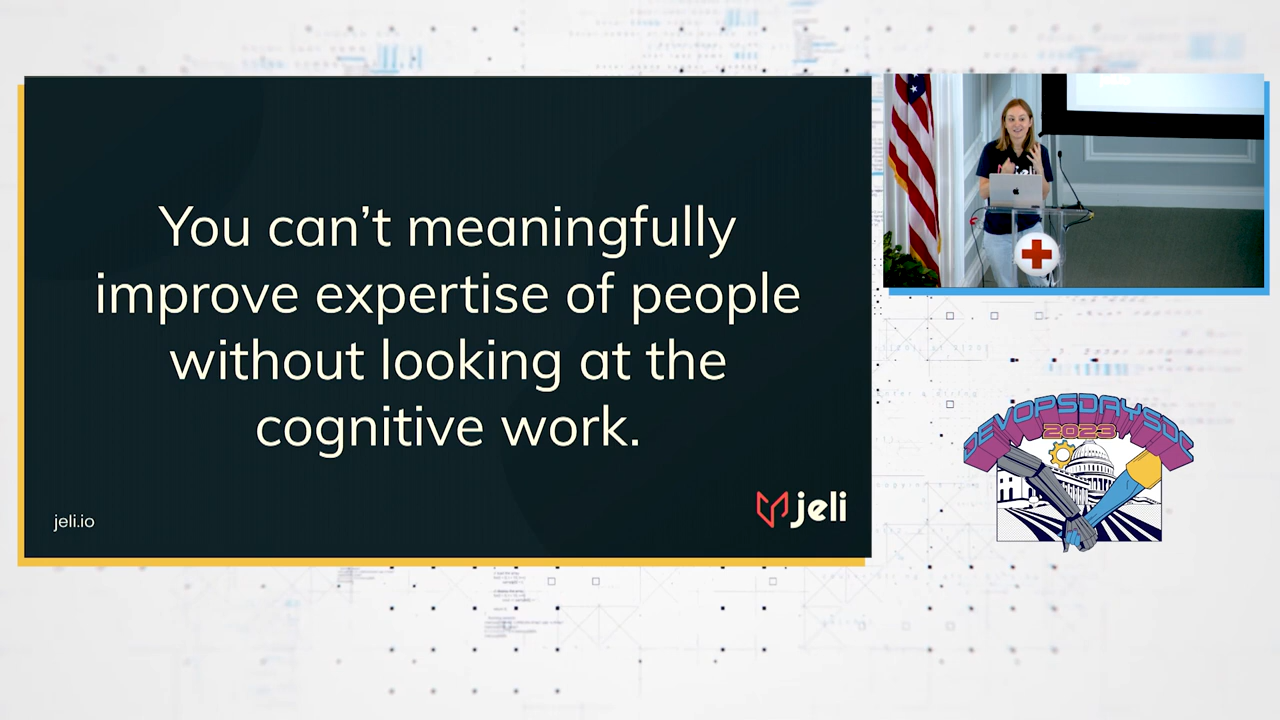 You can’t meaningfully
improve expertise of people
without looking at the
cognitive work.
jeli.io
jeli
DEVOPSDAYSDC
2023